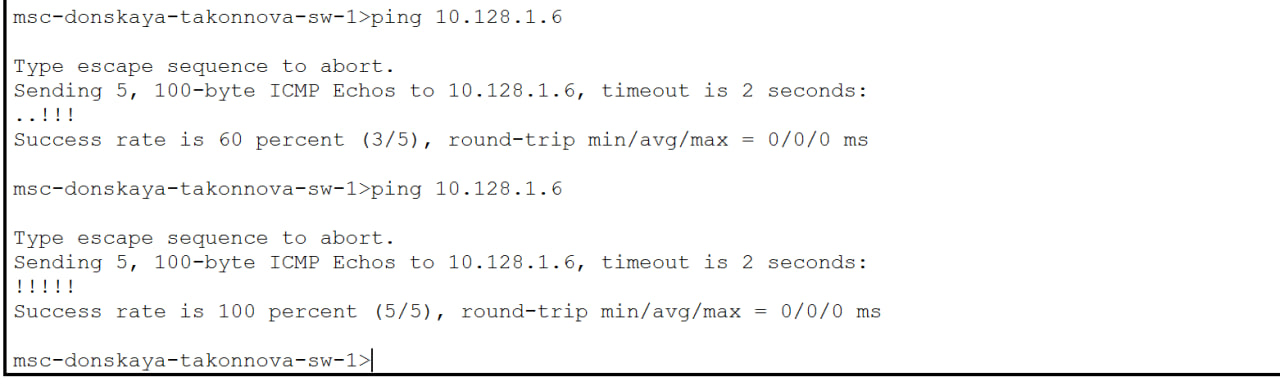 msc-donskaya-takonnova-sw-1>ping 10.128.1.6
Type escape sequence to abort.
Sending 5, 100-byte ICMP Echos to 10.128.1.6, timeout is 2 seconds:
..!!!
Success rate is 60 percent (3/5), round-trip min/avg/max = 0/0/0 ms
msc-donskaya-takonnova-sw-1>ping 10.128.1.6
Type escape sequence to abort.
Sending 5, 100-byte ICMP Echos to 10.128.1.6, timeout is 2 seconds:
!!!!!
Success rate is 100 percent (5/5), round-trip min/avg/max = 0/0/0 ms
msc-donskaya-takonnova-sw-1>